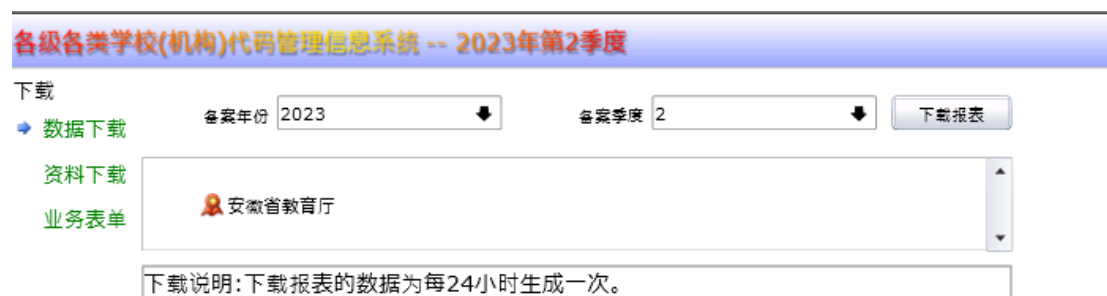 各级各类学校(机构)代码管理信息系统 -- 2023年第2季度
下载
备案年份 2023 备案季度 2 下载报表
数据下载
资料下载
安徽省教育厅
业务表单
下载说明:下载报表的数据为每24小时生成一次。